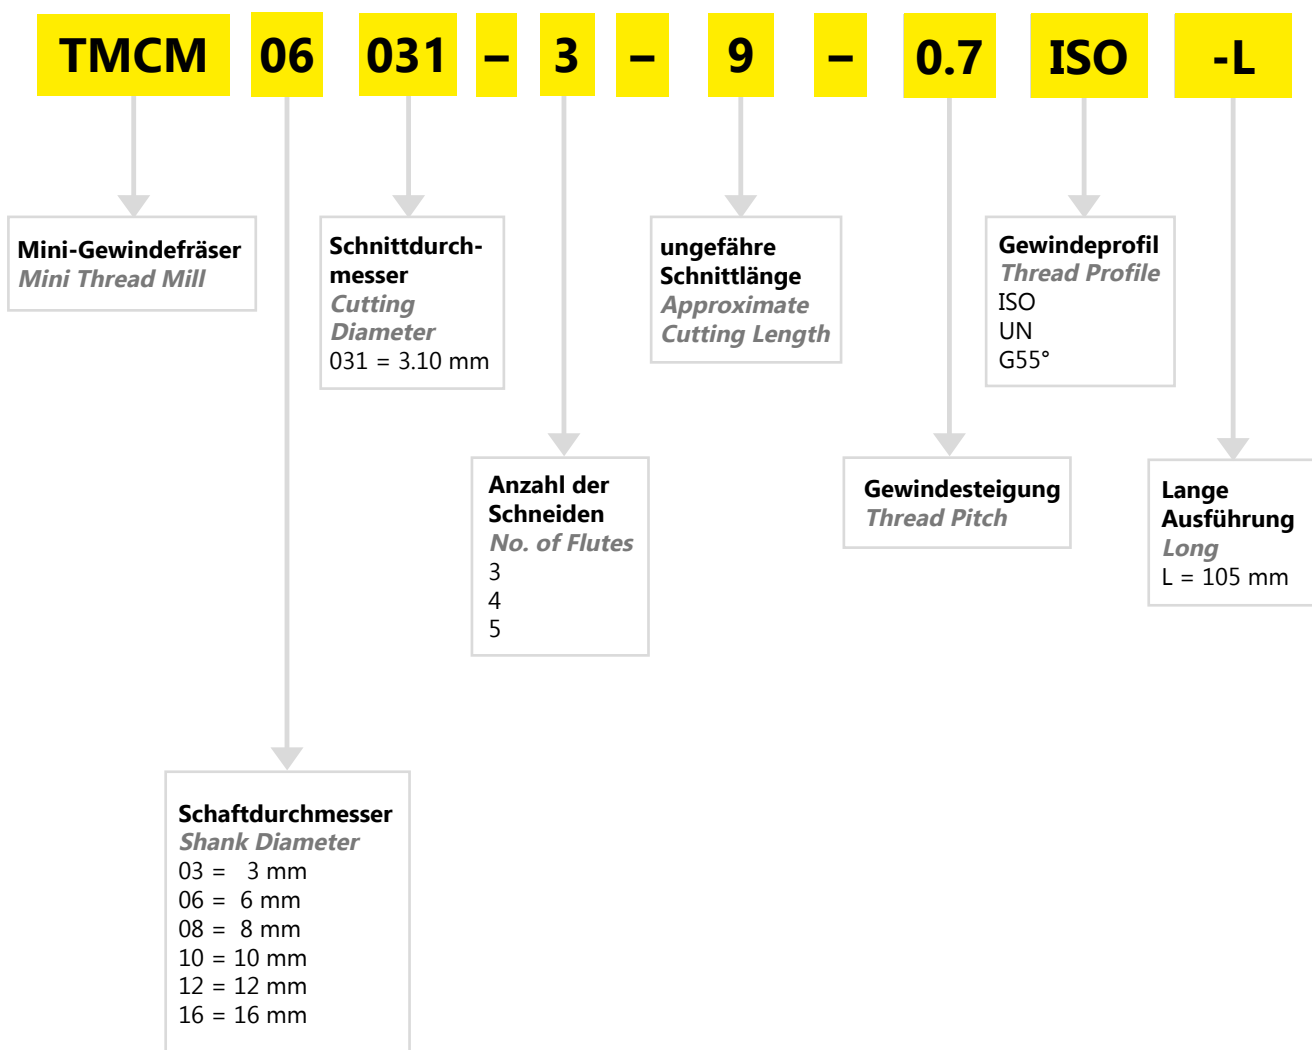 TMCM 06 031 – 3 – 9 – 0.7 ISO -L
Mini-Gewindefräser
Mini Thread Mill
Schnittdurch-
messer
Cutting
Diameter
031 = 3.10 mm
ungefähre
Schnittlänge
Approximate
Cutting Length
Gewindeprofil
Thread Profile
ISO
UN
G55°
Anzahl der
Schneiden
No. of Flutes
3
4
5
Gewindesteigung
Thread Pitch
Lange
Ausführung
Long
L = 105 mm
Schaftdurchmesser
Shank Diameter
03 = 3 mm
06 = 6 mm
08 = 8 mm
10 = 10 mm
12 = 12 mm
16 = 16 mm